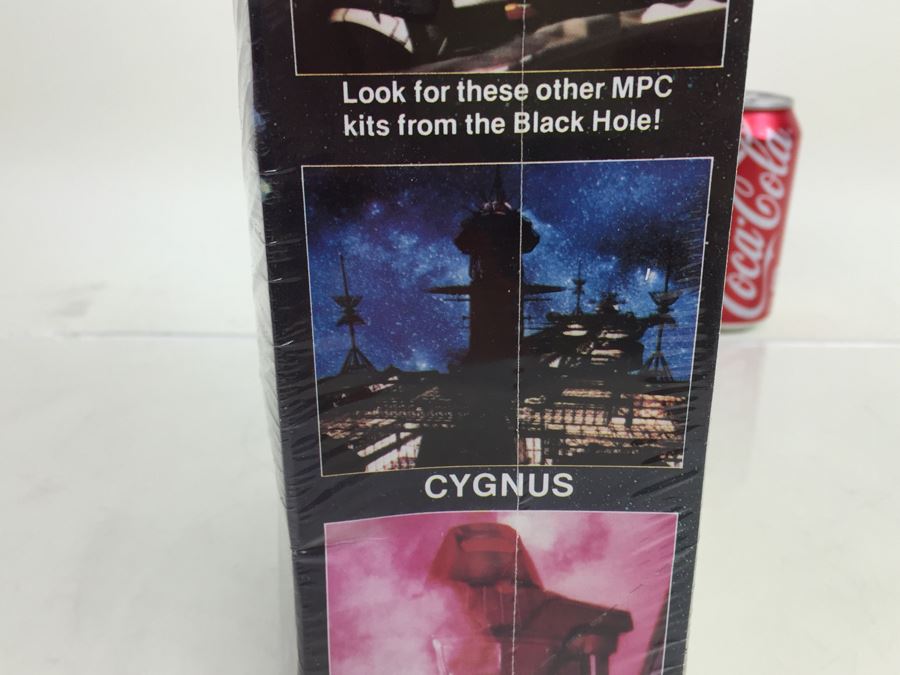 Look for these other MPC
kits from the Black Hole!
Coca-Cola
CYGNUS